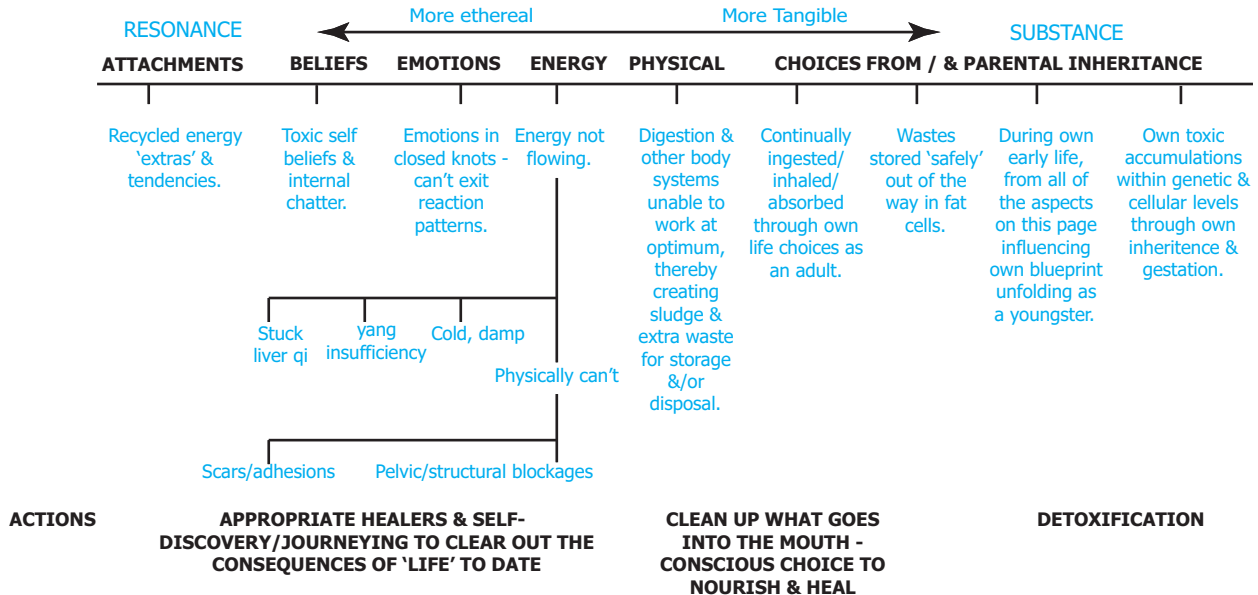 More ethereal
More Tangible
RESONANCE
SUBSTANCE
ATTACHMENTS
BELIEFS
EMOTIONS
ENERGY
PHYSICAL
CHOICES FROM / & PARENTAL INHERITANCE
Recycled energy
‘extras’ &
tendencies.
Toxic self
beliefs &
internal
chatter.
Emotions in
closed knots -
can’t exit
reaction
patterns.
Energy not
flowing.
Digestion &
other body
systems
unable to
work at
optimum,
thereby
creating
sludge &
extra waste
for storage
&/or
disposal.
Continually
ingested/
inhaled/
absorbed
through own
life choices as
an adult.
Wastes
stored ‘safely’
out of the
way in fat
cells.
During own
early life,
from all of
the aspects
on this page
influencing
own blueprint
unfolding as
a youngster.
Own toxic
accumulations
within genetic &
cellular levels
through own
inheritence &
gestation.
Stuck
liver qi
yang
insufficiency
Cold, damp
Physically can’t
Scars/adhesions
Pelvic/structural blockages
ACTIONS
APPROPRIATE HEALERS & SELF-
DISCOVERY/JOURNEYING TO CLEAR OUT THE
CONSEQUENCES OF ‘LIFE’ TO DATE
CLEAN UP WHAT GOES
INTO THE MOUTH -
CONSCIOUS CHOICE TO
NOURISH & HEAL
DETOXIFICATION